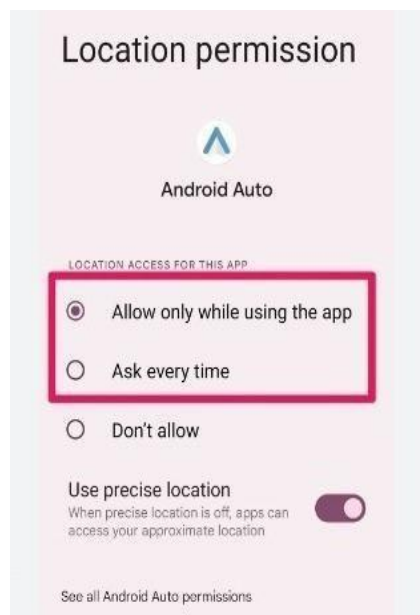 Location permission
Android Auto
LOCATION ACCESS FOR THIS APP
Allow only while using the app
Ask every time
Don't allow
Use precise location
When precise location is off, apps can
access your approximate location
See all Android Auto permissions